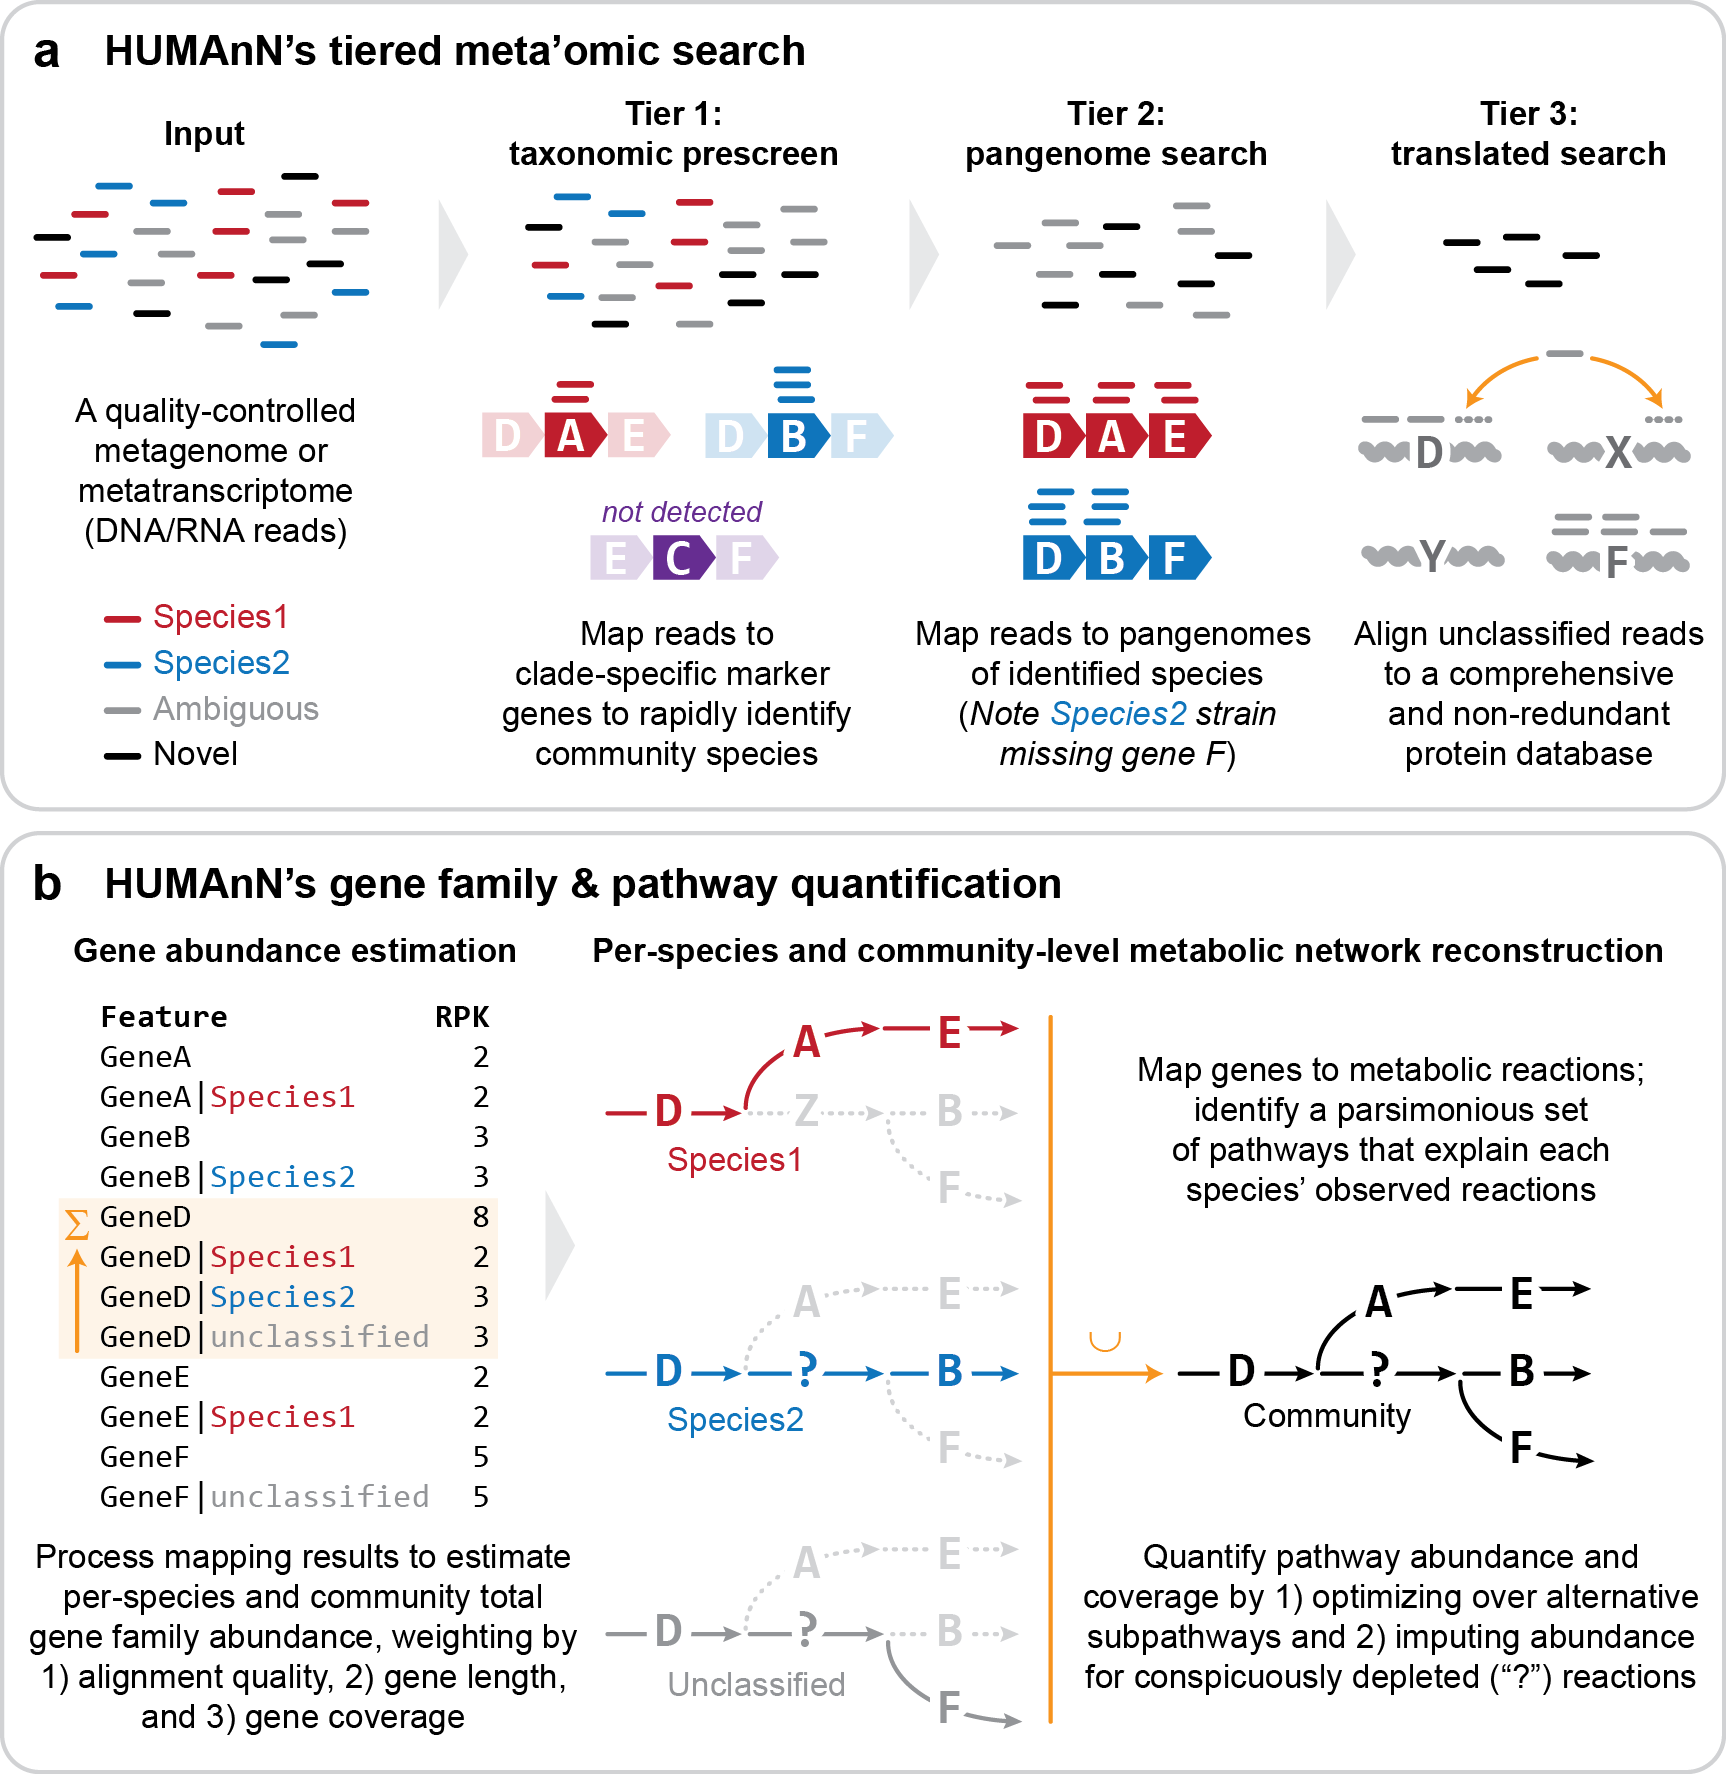 a HUMAnN’s tiered meta’omic search
Input
A quality-controlled
metagenome or
metatranscriptome
(DNA/RNA reads)
Species1
Species2
Ambiguous
Novel
Tier 1:
taxonomic prescreen
D A E
D B F
not detected
E C F
Map reads to
clade-specific marker
genes to rapidly identify
community species
Tier 2:
pangenome search
D A E
D B F
Map reads to pangenomes
of identified species
(Note Species2 strain
missing gene F)
Tier 3:
translated search
D X
Y F
Align unclassified reads
to a comprehensive
and non-redundant
protein database
b HUMAnN’s gene family & pathway quantification
Gene abundance estimation
Feature RPK
GeneA 2
GeneA|Species1 2
GeneB 3
GeneB|Species2 3
Σ GeneD 8
GeneD|Species1 2
GeneD|Species2 3
GeneD|unclassified 3
GeneE 2
GeneE|Species1 2
GeneF 5
GeneF|unclassified 5
Process mapping results to estimate
per-species and community total
gene family abundance, weighting by
1) alignment quality, 2) gene length,
and 3) gene coverage
Per-species and community-level metabolic network reconstruction
A E
D Z B
Species1
F
A E
D ? B
Species2
F
A E
D ? B
Unclassified
F
Map genes to metabolic reactions;
identify a parsimonious set
of pathways that explain each
species’ observed reactions
∪
A E
D ? B
Community
F
Quantify pathway abundance and
coverage by 1) optimizing over alternative
subpathways and 2) imputing abundance
for conspicuously depleted (“?”) reactions